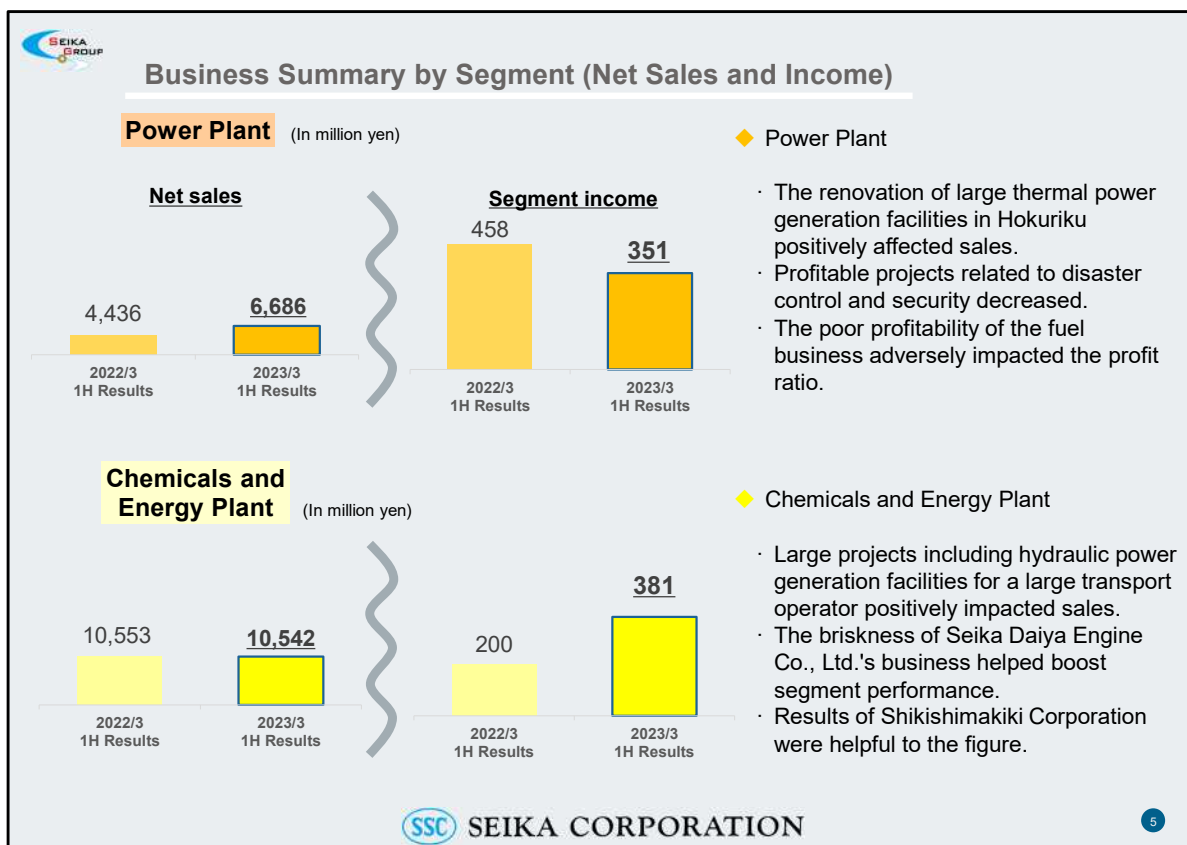 SEIKA
GROUP
Business Summary by Segment (Net Sales and Income)
Power Plant (In million yen)
Net sales
4,436
6,686
2022/3
1H Results
2023/3
1H Results
Segment income
458
351
2022/3
1H Results
2023/3
1H Results
◆ Power Plant
· The renovation of large thermal power
generation facilities in Hokuriku
positively affected sales.
· Profitable projects related to disaster
control and security decreased.
· The poor profitability of the fuel
business adversely impacted the profit
ratio.
Chemicals and
Energy Plant (In million yen)
10,553
10,542
2022/3
1H Results
2023/3
1H Results
200
381
2022/3
1H Results
2023/3
1H Results
◆ Chemicals and Energy Plant
· Large projects including hydraulic power
generation facilities for a large transport
operator positively impacted sales.
· The briskness of Seika Daiya Engine
Co., Ltd.'s business helped boost
segment performance.
· Results of Shikishimakiki Corporation
were helpful to the figure.
SSC SEIKA CORPORATION
5